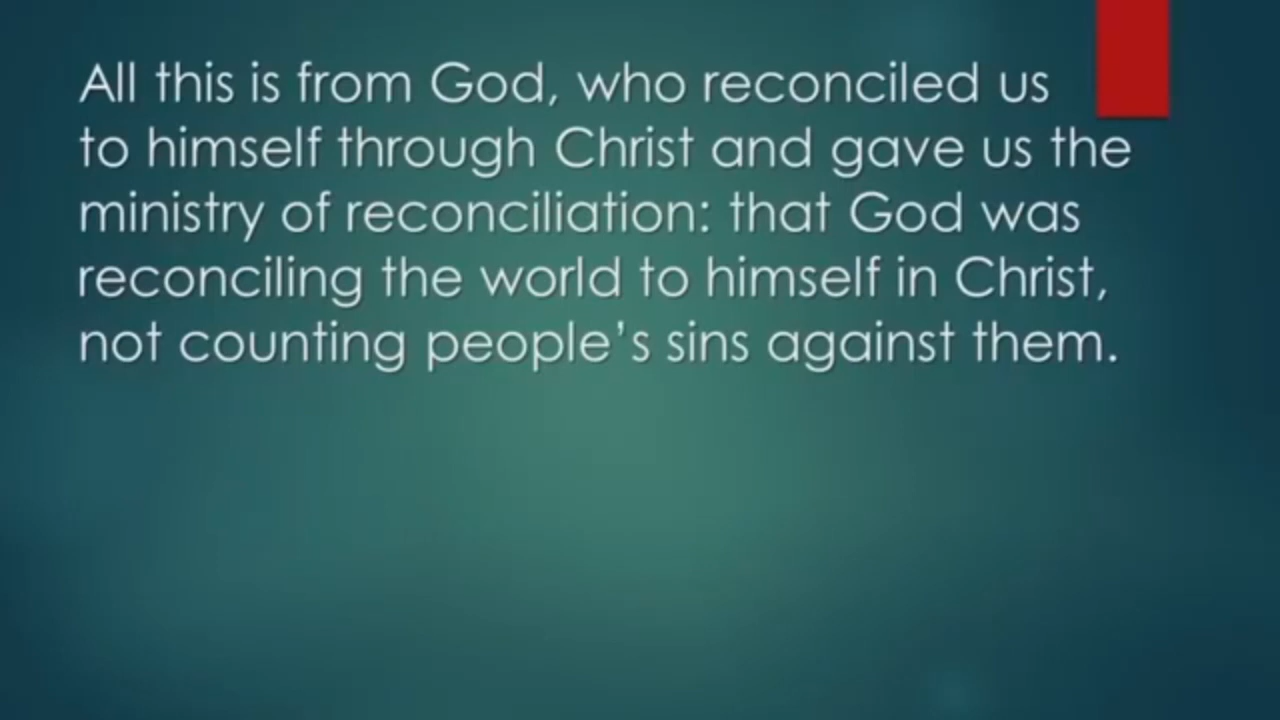 All this is from God, who reconciled us
to himself through Christ and gave us the
ministry of reconciliation: that God was
reconciling the world to himself in Christ,
not counting people’s sins against them.